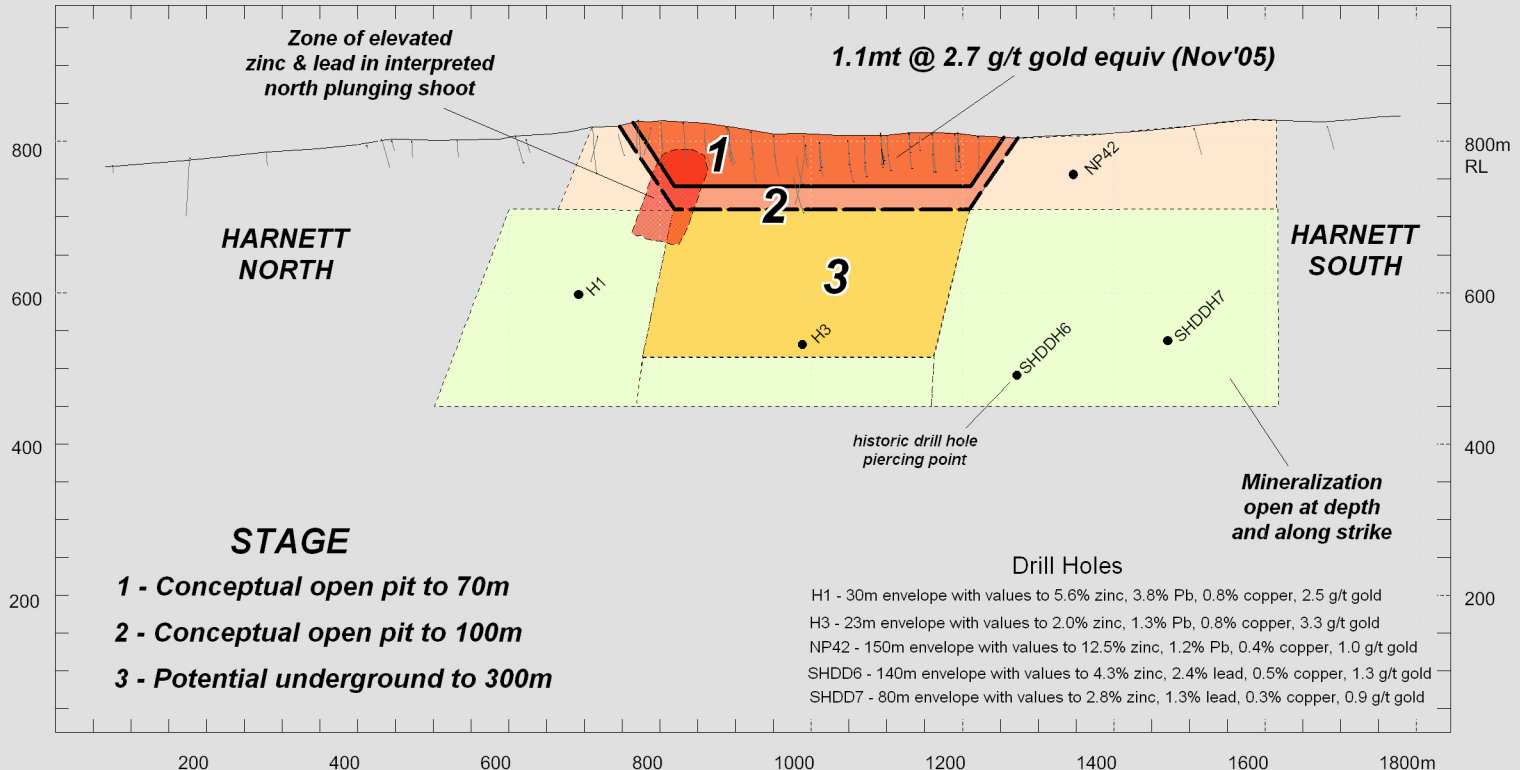 Zone of elevated
zinc & lead in interpreted
north plunging shoot
1.1mt @ 2.7 g/t gold equiv (Nov'05)
800
800m
RL
1
2
3
NP42
HARNETT
NORTH
HARNETT
SOUTH
H1
H3
SHDDH6
SHDDH7
600
600
400
400
historic drill hole
piercing point
Mineralization
open at depth
and along strike
STAGE
1 - Conceptual open pit to 70m
2 - Conceptual open pit to 100m
3 - Potential underground to 300m
200
200
Drill Holes
H1 - 30m envelope with values to 5.6% zinc, 3.8% Pb, 0.8% copper, 2.5 g/t gold
H3 - 23m envelope with values to 2.0% zinc, 1.3% Pb, 0.8% copper, 3.3 g/t gold
NP42 - 150m envelope with values to 12.5% zinc, 1.2% Pb, 0.4% copper, 1.0 g/t gold
SHDD6 - 140m envelope with values to 4.3% zinc, 2.4% lead, 0.5% copper, 1.3 g/t gold
SHDD7 - 80m envelope with values to 2.8% zinc, 1.3% lead, 0.3% copper, 0.9 g/t gold
200 400 600 800 1000 1200 1400 1600 1800m